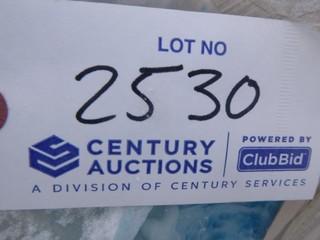 LOT NO
2530
CENTURY AUCTIONS
POWERED BY
ClubBid
A DIVISION OF CENTURY SERVICES